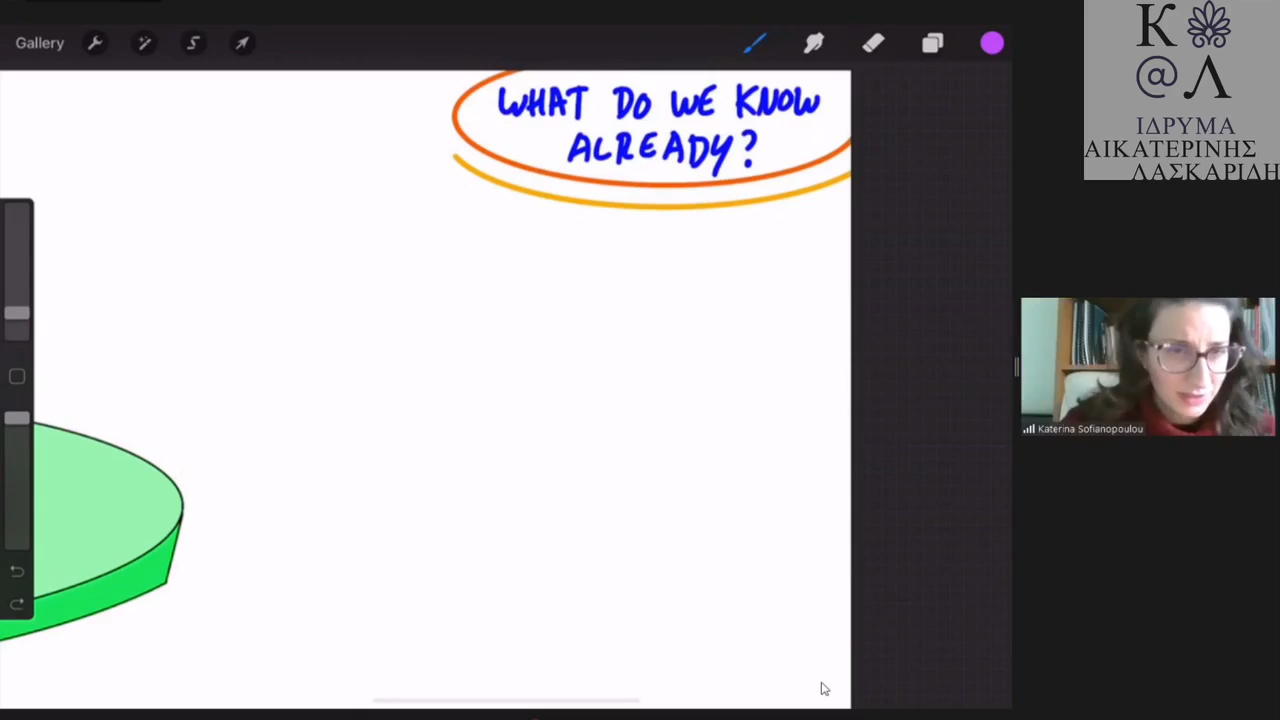 Gallery
WHAT DO WE KNOW
ALREADY?
Κ
@ Λ
ΙΔΡΥΜΑ
ΑΙΚΑΤΕΡΙΝΗΣ
ΛΑΣΚΑΡΙΔΗ
Katerina Sofianopoulou